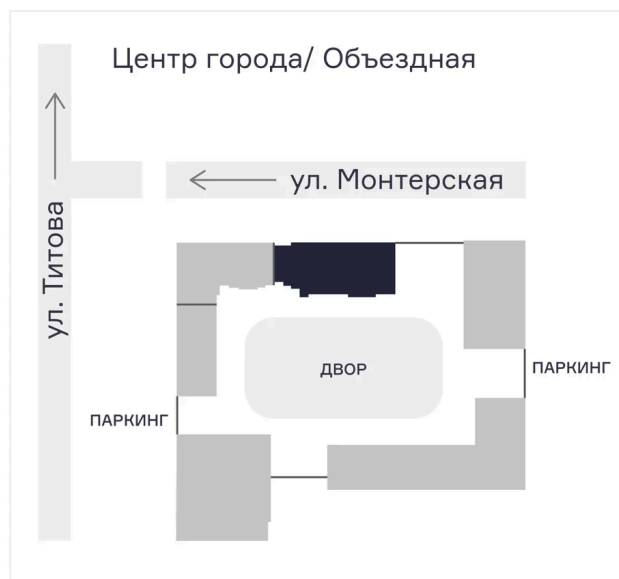 Центр города/ Объездная
ул. Монтерская
ул. Титова
ДВОР
ПАРКИНГ
ПАРКИНГ